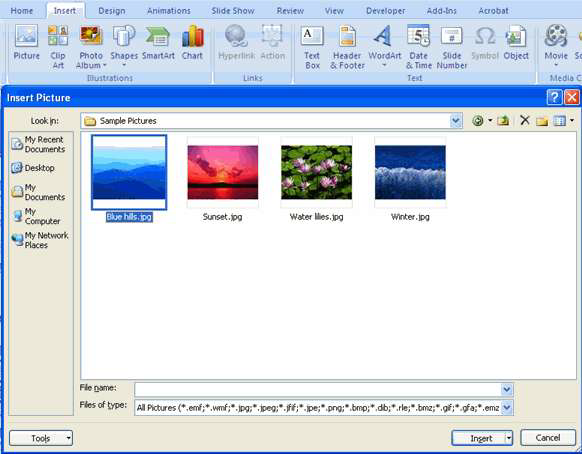 Home Insert Design Animations Slide Show Review View Developer Add-Ins Acrobat
Picture Clip Art Photo Album Shapes SmartArt Chart Hyperlink Action Text Box Header & Footer WordArt Date & Time Slide Number Symbol Object Movie
Illustrations Links Text Media C
Insert Picture
Look in: Sample Pictures
My Recent Documents
Desktop
My Documents
My Computer
My Network Places
Blue hills.jpg Sunset.jpg Water lilies.jpg Winter.jpg
File name:
Files of type: All Pictures (*.emf;*.wmf;*.jpg;*.jpeg;*.jfif;*.jpe;*.png;*.bmp;*.dib;*.rle;*.bmz;*.gif;*.gfa;*.emz
Tools Insert Cancel